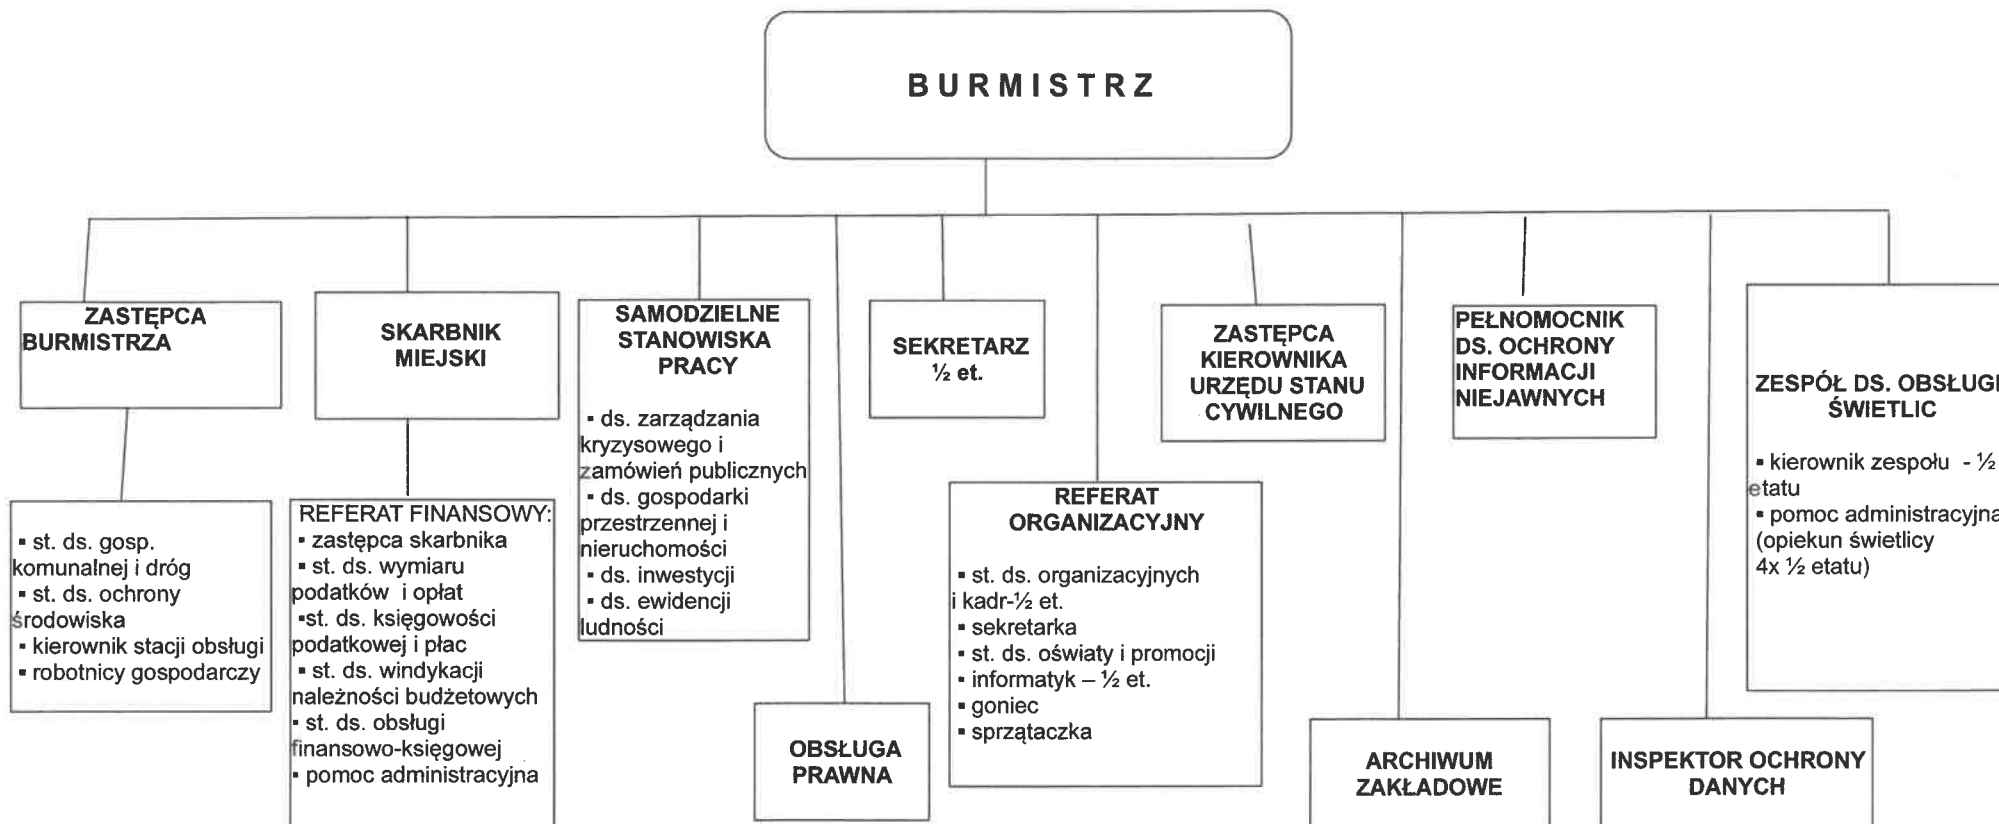 BURMISTRZ
ZASTĘPCA
BURMISTRZA
▪ st. ds. gosp.
komunalnej i dróg
▪ st. ds. ochrony
środowiska
▪ kierownik stacji obsługi
▪ robotnicy gospodarczy
SKARBNIK
MIEJSKI
REFERAT FINANSOWY:
▪ zastępca skarbnika
▪ st. ds. wymiaru
podatków i opłat
▪st. ds. księgowości
podatkowej i płac
▪ st. ds. windykacji
należności budżetowych
▪ st. ds. obsługi
finansowo-księgowej
▪ pomoc administracyjna
SAMODZIELNE
STANOWISKA
PRACY
▪ ds. zarządzania
kryzysowego i
zamówień publicznych
▪ ds. gospodarki
przestrzennej i
nieruchomości
▪ ds. inwestycji
▪ ds. ewidencji
ludności
OBSŁUGA
PRAWNA
SEKRETARZ
½ et.
REFERAT
ORGANIZACYJNY
▪ st. ds. organizacyjnych
i kadr-½ et.
▪ sekretarka
▪ st. ds. oświaty i promocji
▪ informatyk – ½ et.
▪ goniec
▪ sprzątaczka
ZASTĘPCA
KIEROWNIKA
URZĘDU STANU
CYWILNEGO
ARCHIWUM
ZAKŁADOWE
PEŁNOMOCNIK
DS. OCHRONY
INFORMACJI
NIEJAWNYCH
INSPEKTOR OCHRONY
DANYCH
ZESPÓŁ DS. OBSŁUGI
ŚWIETLIC
▪ kierownik zespołu - ½
etatu
▪ pomoc administracyjna
(opiekun świetlicy
4x ½ etatu)